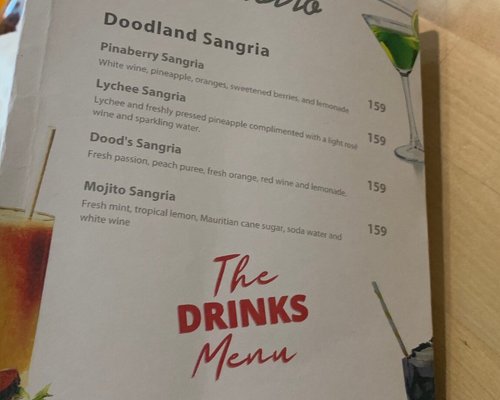 Doodland Sangria
Pinaberry Sangria
White wine, pineapple, oranges, sweetened berries, and lemonade 159
Lychee Sangria
Lychee and freshly pressed pineapple complimented with a light rosé 159
wine and sparkling water.
Dood's Sangria
Fresh passion, peach puree, fresh orange, red wine and lemonade. 159
Mojito Sangria
Fresh mint, tropical lemon, Mauritian cane sugar, soda water and 159
white wine
The
DRINKS
Menu